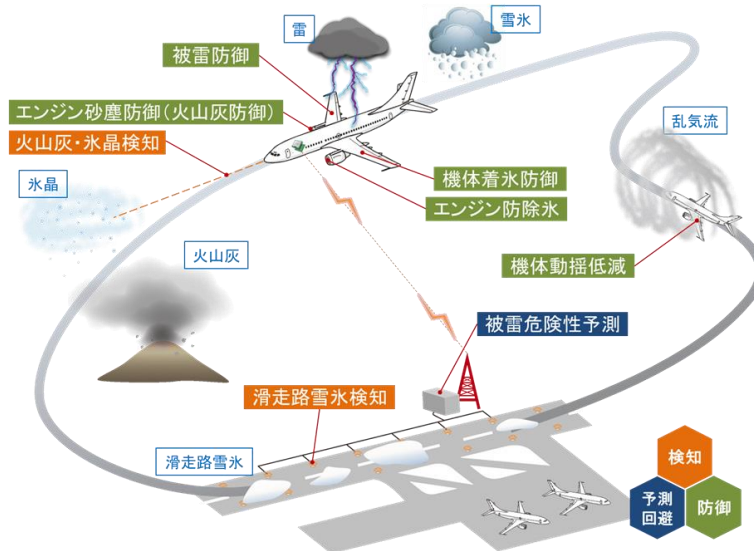 雷
雪氷
被雷防御
エンジン砂塵防御(火山灰防御)
火山灰・氷晶検知
乱気流
氷晶
機体着氷防御
エンジン防除氷
火山灰
機体動揺低減
被雷危険性予測
滑走路雪氷検知
滑走路雪氷
検知
予測
回避
防御